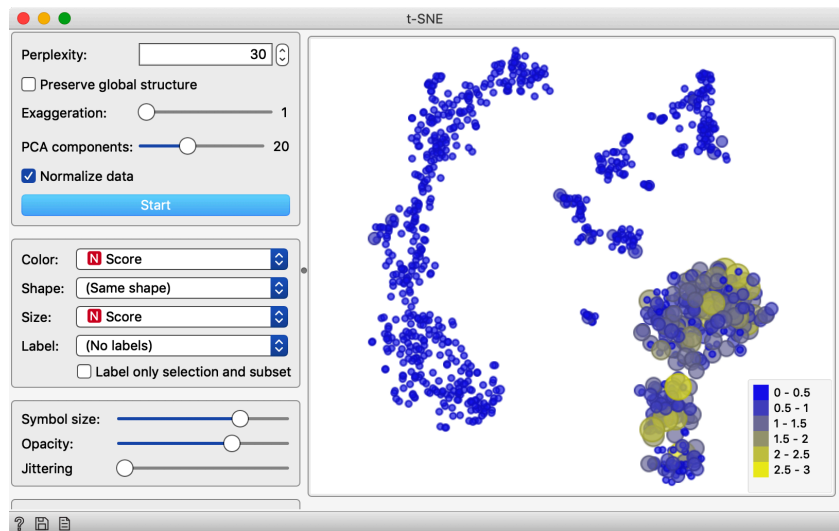 t-SNE
Perplexity: 30
Preserve global structure
Exaggeration: 1
PCA components: 20
Normalize data
Start
Color: N Score
Shape: (Same shape)
Size: N Score
Label: (No labels)
Label only selection and subset
Symbol size:
Opacity:
Jittering
0 - 0.5
0.5 - 1
1 - 1.5
1.5 - 2
2 - 2.5
2.5 - 3
?